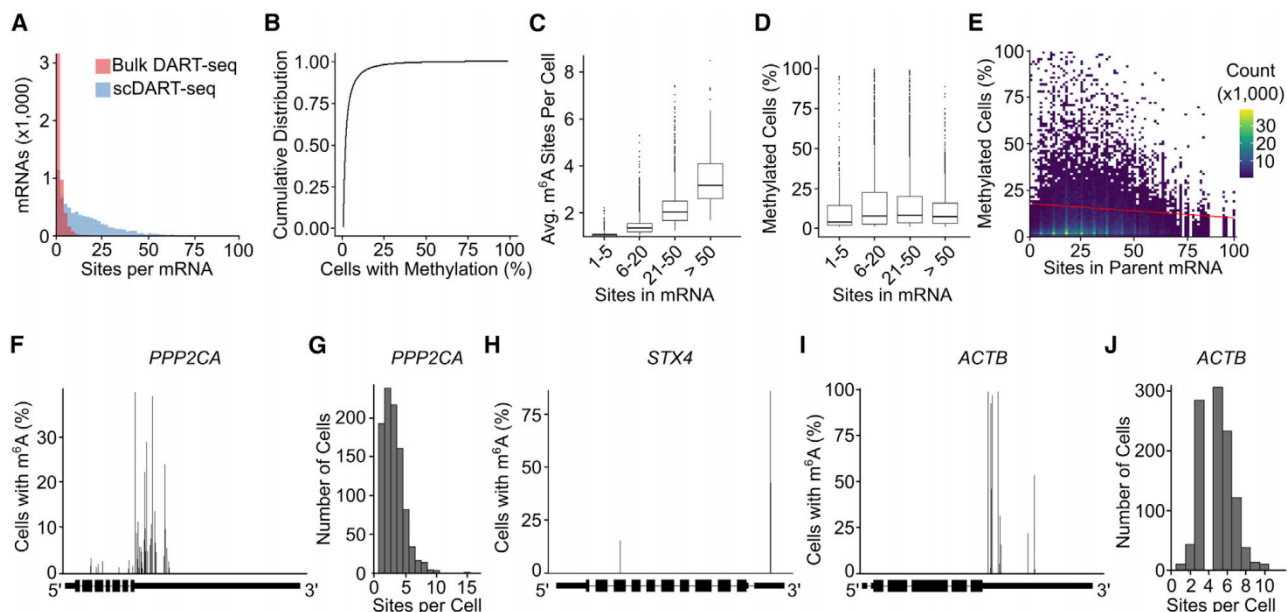 A
mRNAs (x1,000)
3
2
1
0
0 25 50 75 100
Sites per mRNA
Bulk DART-seq
scDART-seq
B
Cumulative Distribution
1.00
0.75
0.50
0.25
0.00
0 25 50 75 100
Cells with Methylation (%)
C
Avg. m⁶A Sites Per Cell
8
6
4
2
1-5 6-20 21-50 > 50
Sites in mRNA
D
Methylated Cells (%)
100
75
50
25
0
1-5 6-20 21-50 > 50
Sites in mRNA
E
Methylated Cells (%)
100
75
50
25
0
0 25 50 75 100
Sites in Parent mRNA
Count
(x1,000)
30
20
10
F
PPP2CA
Cells with m⁶A (%)
30
20
10
0
5' 3'
G
PPP2CA
Number of Cells
200
150
100
50
0
0 5 10 15
Sites per Cell
H
STX4
Cells with m⁶A (%)
75
50
25
0
5' 3'
I
ACTB
Cells with m⁶A (%)
100
75
50
25
0
5' 3'
J
ACTB
Number of Cells
300
200
100
0
0 2 4 6 8 10
Sites per Cell